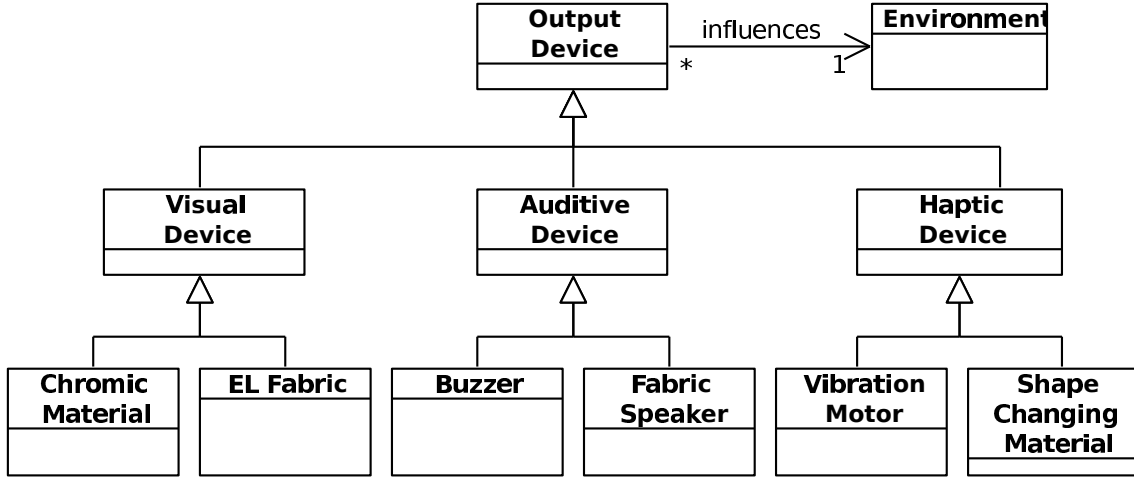 Output
Device
influences
*
1
Environment
Visual
Device
Auditive
Device
Haptic
Device
Chromic
Material
EL Fabric
Buzzer
Fabric
Speaker
Vibration
Motor
Shape
Changing
Material